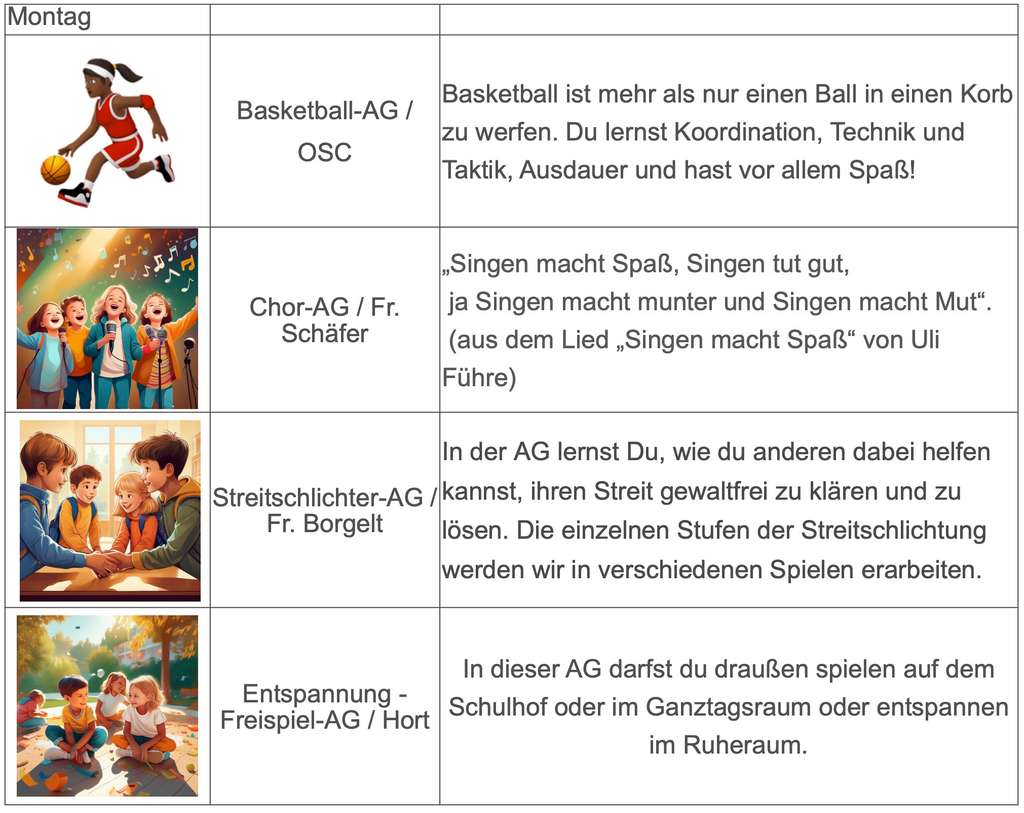 Montag
Basketball-AG /
OSC
Basketball ist mehr als nur einen Ball in einen Korb
zu werfen. Du lernst Koordination, Technik und
Taktik, Ausdauer und hast vor allem Spaß!
Chor-AG / Fr.
Schäfer
„Singen macht Spaß, Singen tut gut,
ja Singen macht munter und Singen macht Mut“.
(aus dem Lied „Singen macht Spaß“ von Uli
Führe)
Streitschlichter-AG /
Fr. Borgelt
In der AG lernst Du, wie du anderen dabei helfen
kannst, ihren Streit gewaltfrei zu klären und zu
lösen. Die einzelnen Stufen der Streitschlichtung
werden wir in verschiedenen Spielen erarbeiten.
Entspannung -
Freispiel-AG / Hort
In dieser AG darfst du draußen spielen auf dem
Schulhof oder im Ganztagsraum oder entspannen
im Ruheraum.